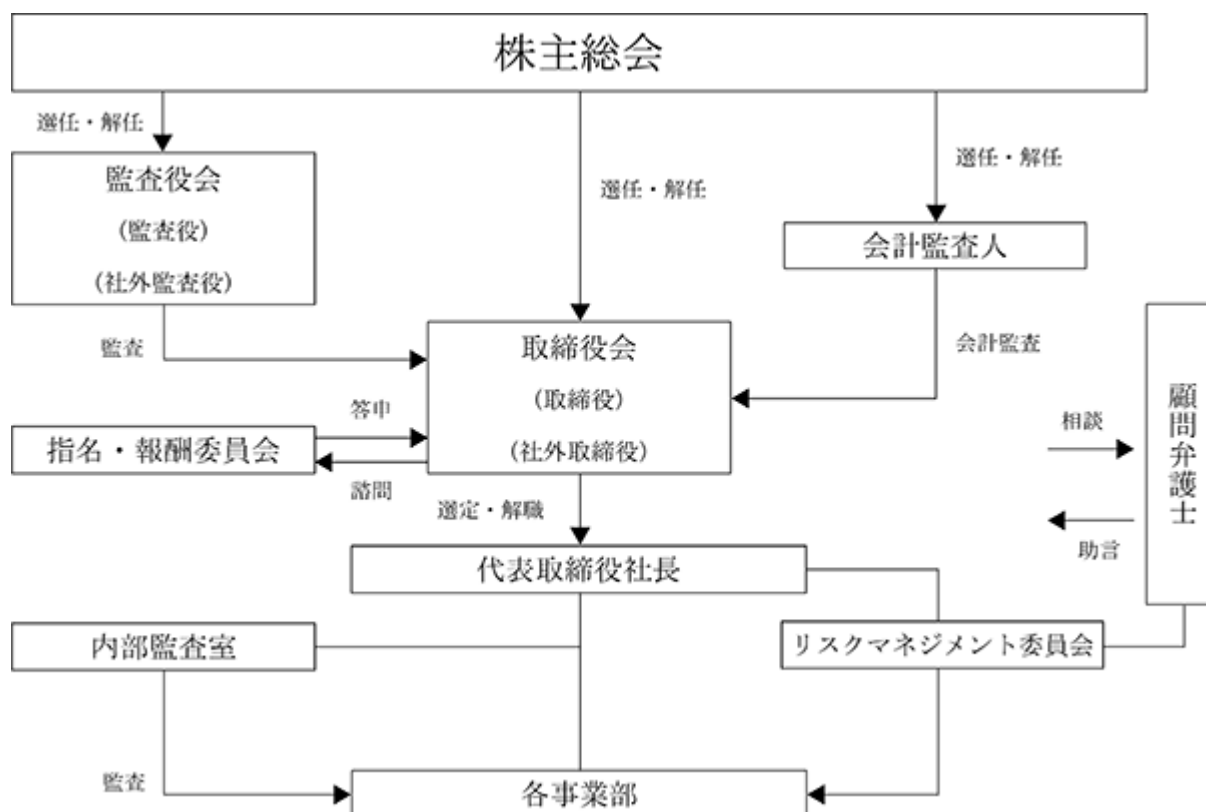 株主総会
選任・解任
選任・解任
選任・解任
監査役会
(監査役)
(社外監査役)
会計監査人
監査
取締役会
(取締役)
(社外取締役)
会計監査
答申
指名・報酬委員会
諮問
相談
顧問弁護士
助言
選定・解職
代表取締役社長
内部監査室
リスクマネジメント委員会
監査
各事業部